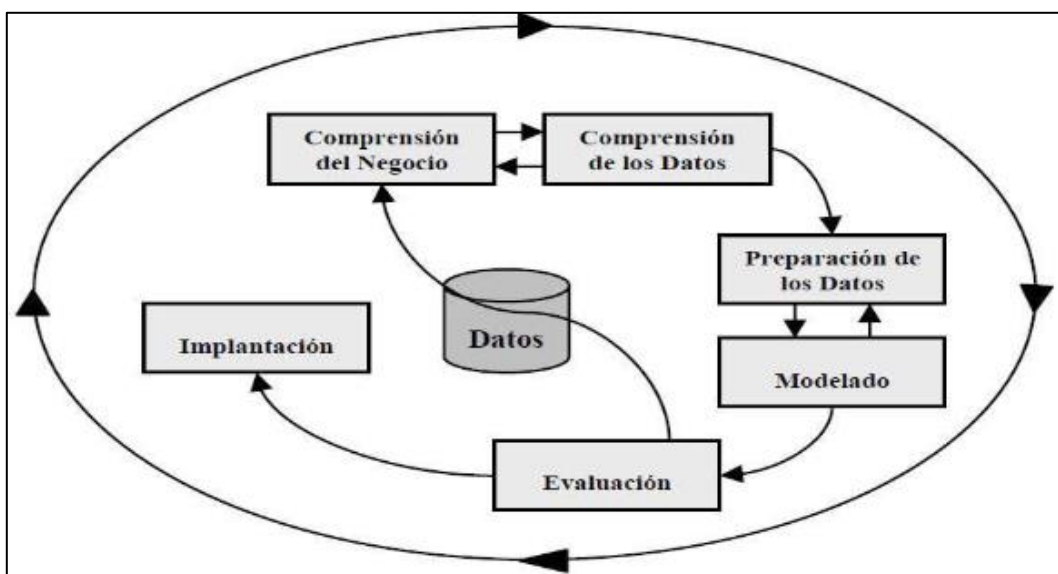 Comprensión
del Negocio
Comprensión
de los Datos
Preparación de
los Datos
Datos
Implantación
Modelado
Evaluación